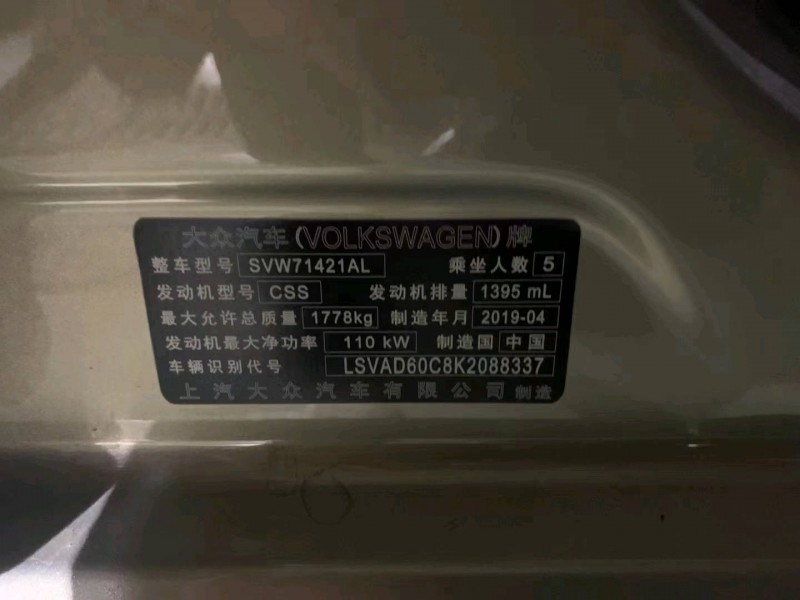 大众汽车(VOLKSWAGEN)牌
整车型号 SVW71421AL 乘坐人数 5
发动机型号 CSS 发动机排量 1395 mL
最大允许总质量 1778kg 制造年月 2019-04
发动机最大净功率 110 kW 制造国 中国
车辆识别代号 LSVAD60C8K2088337
上汽大众汽车有限公司 制造